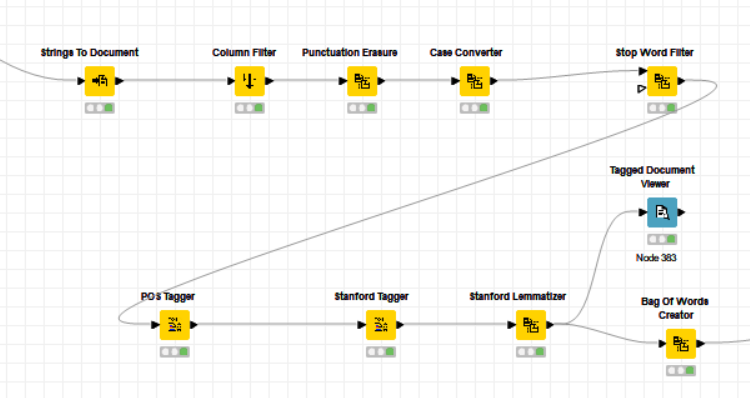 Strings To Document
Column Filter
Punctuation Erasure
Case Converter
Stop Word Filter
Tagged Document
Viewer
Node 383
POS Tagger
Stanford Tagger
Stanford Lemmatizer
Bag Of Words
Creator